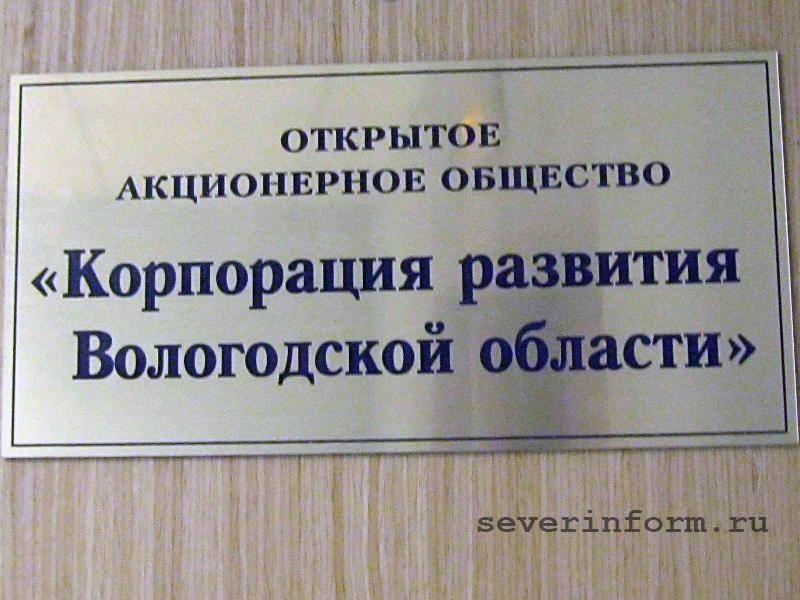 ОТКРЫТОЕ
АКЦИОНЕРНОЕ ОБЩЕСТВО
«Корпорация развития
Вологодской области»
severinform.ru